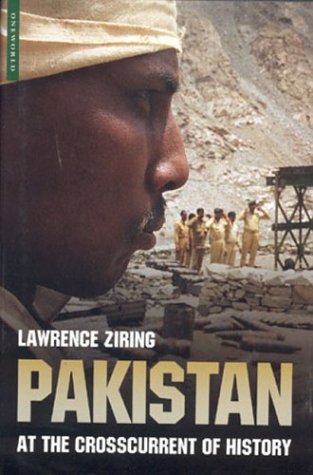 ONEWORLD
LAWRENCE ZIRING
PAKISTAN
AT THE CROSSCURRENT OF HISTORY